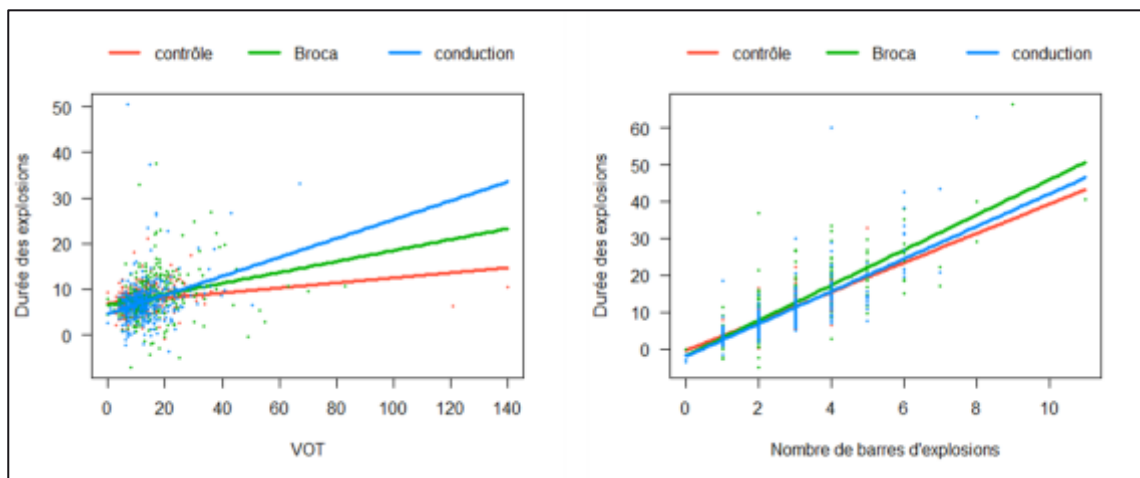 contrôle Broca conduction
Durée des explosions
50
40
30
20
10
0
0 20 40 60 80 100 120 140
VOT
contrôle Broca conduction
Durée des explosions
60
50
40
30
20
10
0
0 2 4 6 8 10
Nombre de barres d'explosions